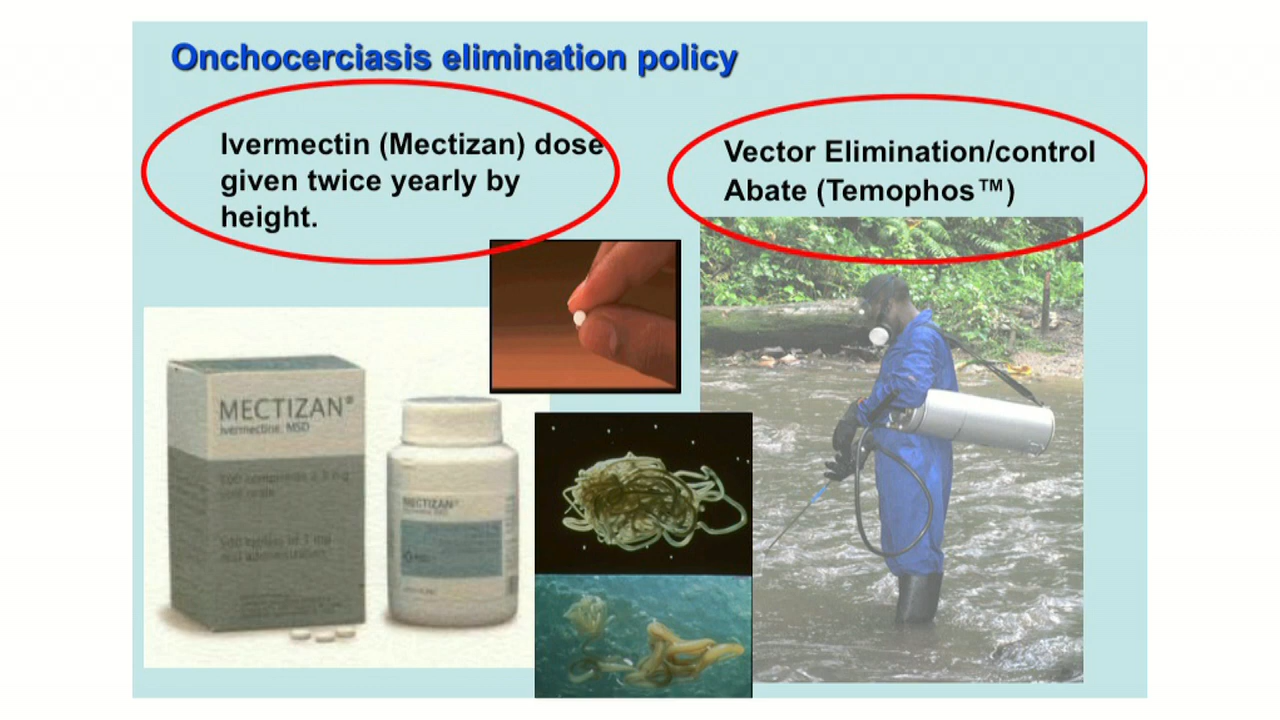 Onchocerciasis elimination policy
Ivermectin (Mectizan) dose
given twice yearly by
height.
Vector Elimination/control
Abate (Temophos™)
MECTIZAN®
Ivermectine, MSD
MECTIZAN®